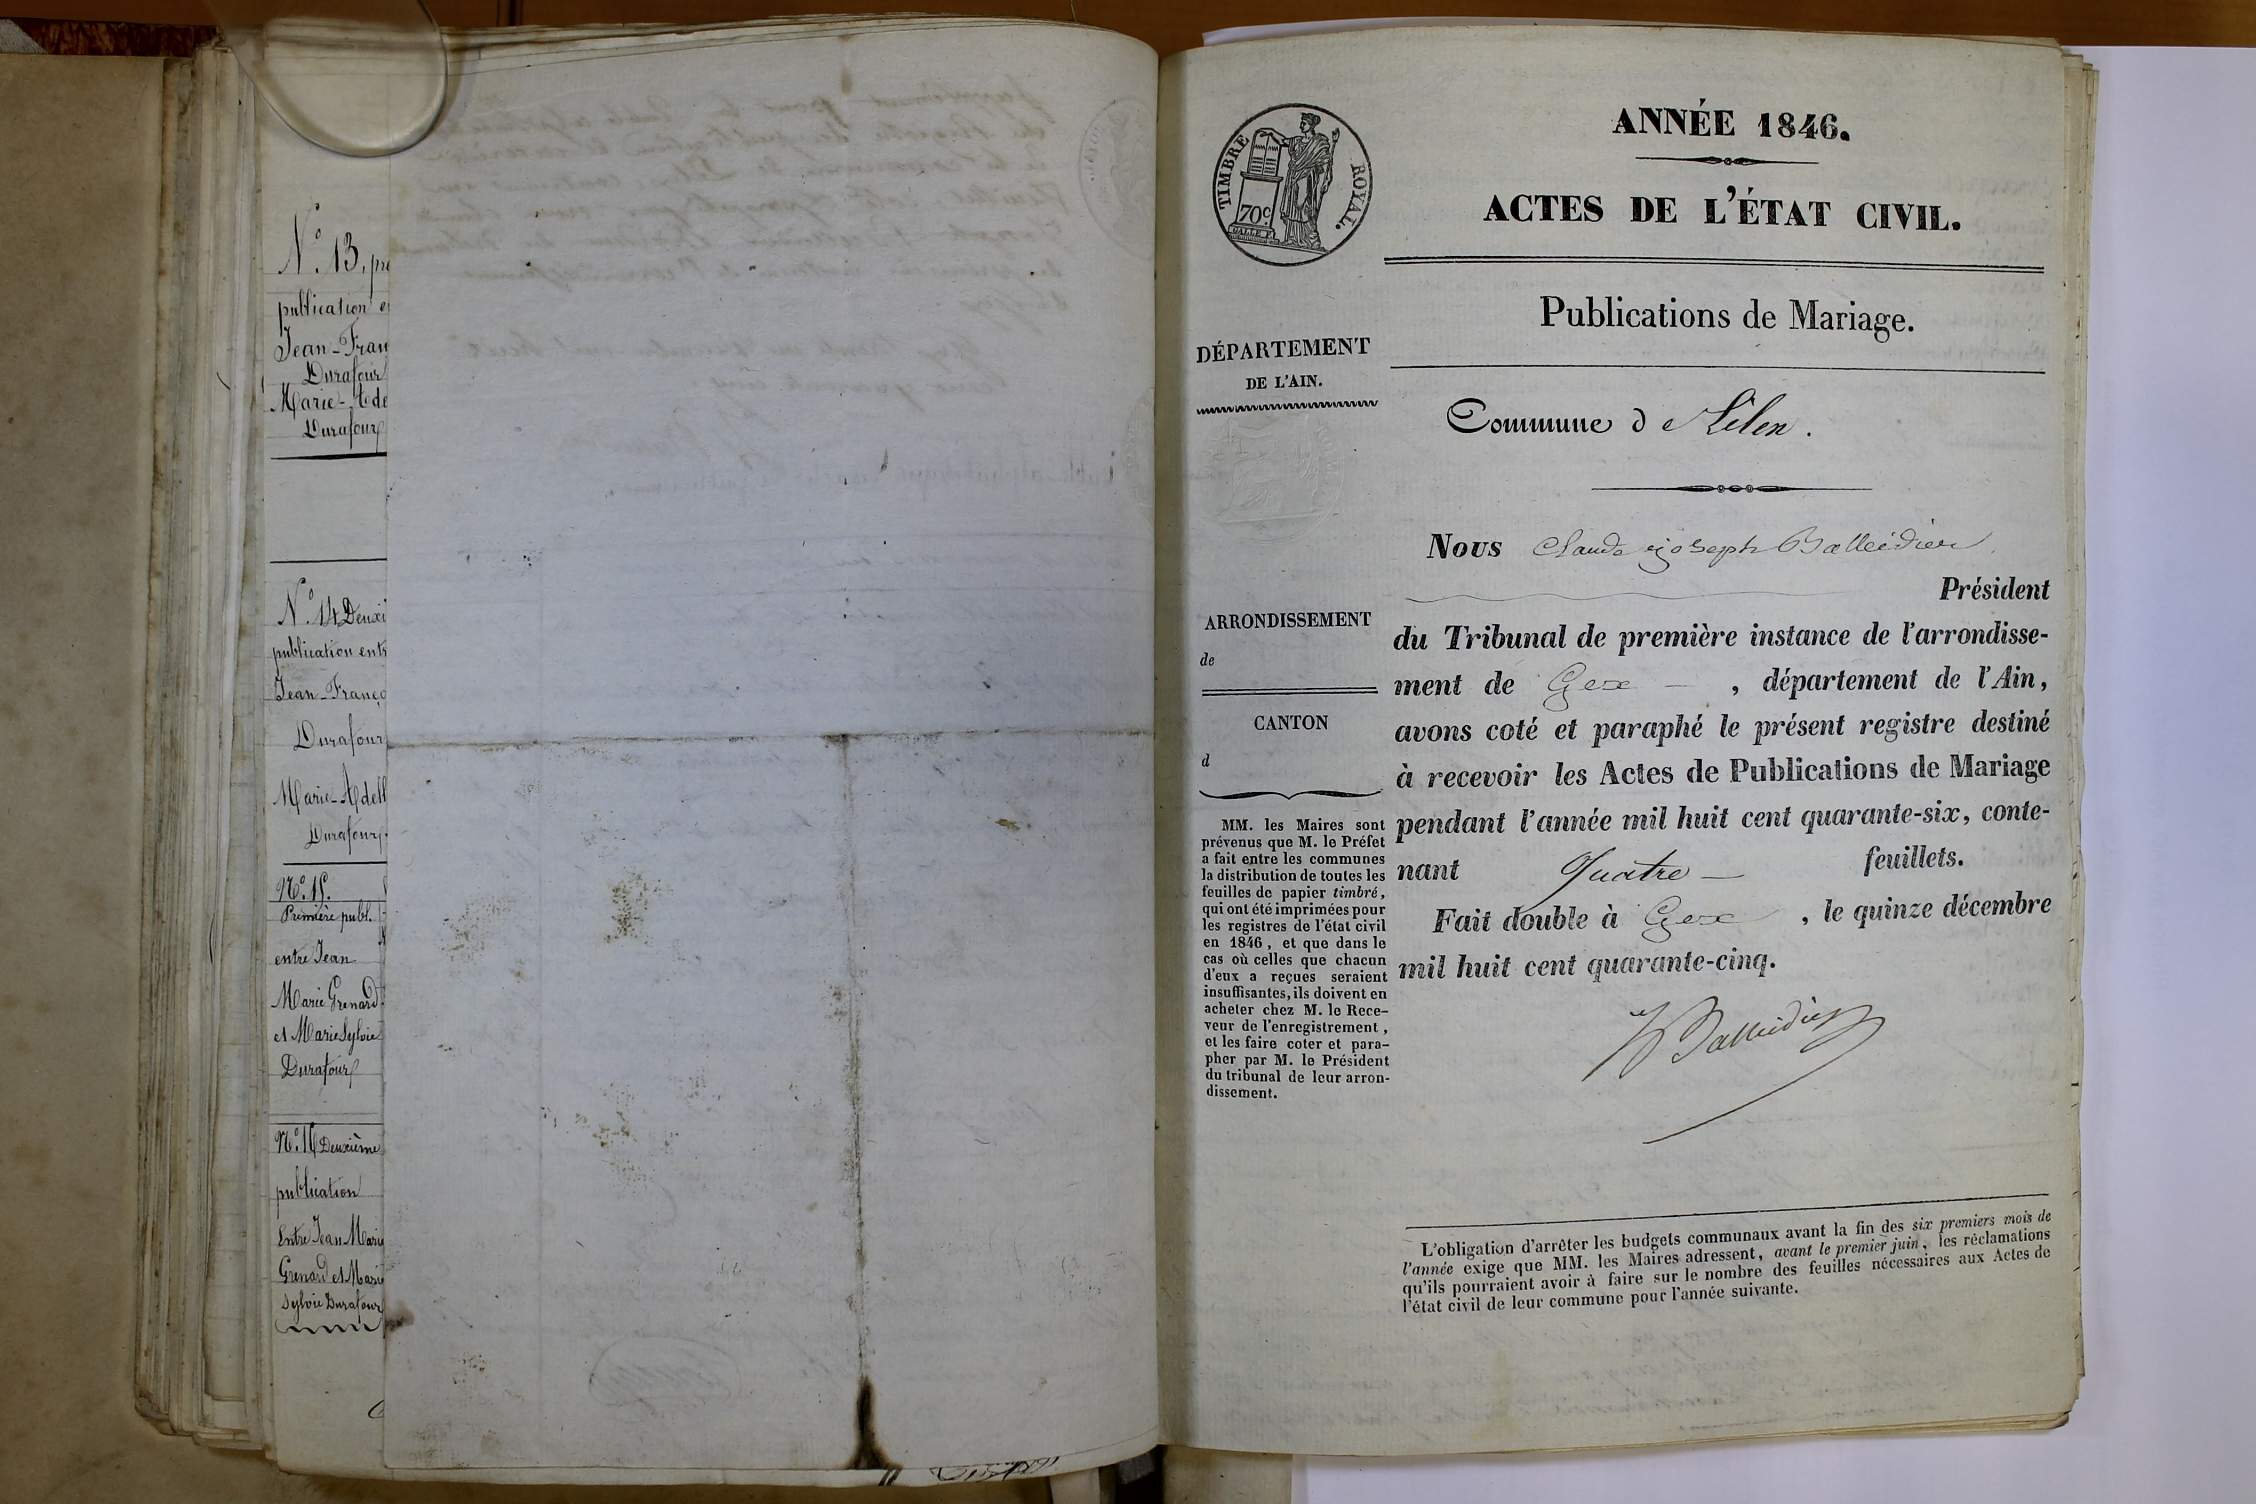 N.° 13, pr
publication e
Jean-Fran
Durafour
Marie-Ade
Durafour
N.° 14 Deuxi
publication entr
Jean-Franço
Durafour
Marie-Adell
Durafour
N.° 15.
Première publ.
entre Jean
Marie Grenard
et Marie Sylvie
Durafour
N.° 16 Deuxième
publication
Entre Jean Marie
Grenard et Marie
Sylvie Durafour
TIMBRE ROYAL.
70c
ANNÉE 1846.
ACTES DE L'ÉTAT CIVIL.
Publications de Mariage.
DÉPARTEMENT
DE L'AIN.
Commune d
ARRONDISSEMENT
de
CANTON
d
MM. les Maires sont
prévenus que M. le Préfet
a fait entre les communes
la distribution de toutes les
feuilles de papier timbré,
qui ont été imprimées pour
les registres de l'état civil
en 1846, et que dans le
cas où celles que chacun
d'eux a reçues seraient
insuffisantes, ils doivent en
acheter chez M. le Rece-
veur de l'enregistrement,
et les faire coter et para-
pher par M. le Président
du tribunal de leur arron-
dissement.
Nous Claude Joseph Balleidier
Président
du Tribunal de première instance de l'arrondisse-
ment de Gex , département de l'Ain,
avons coté et paraphé le présent registre destiné
à recevoir les Actes de Publications de Mariage
pendant l'année mil huit cent quarante-six, conte-
nant Quatre feuillets.
Fait double à Gex , le quinze décembre
mil huit cent quarante-cinq.
Balleidier
L'obligation d'arrêter les budgets communaux avant la fin des six premiers mois de
l'année exige que MM. les Maires adressent, avant le premier juin, les réclamations
qu'ils pourraient avoir à faire sur le nombre des feuilles nécessaires aux Actes de
l'état civil de leur commune pour l'année suivante.